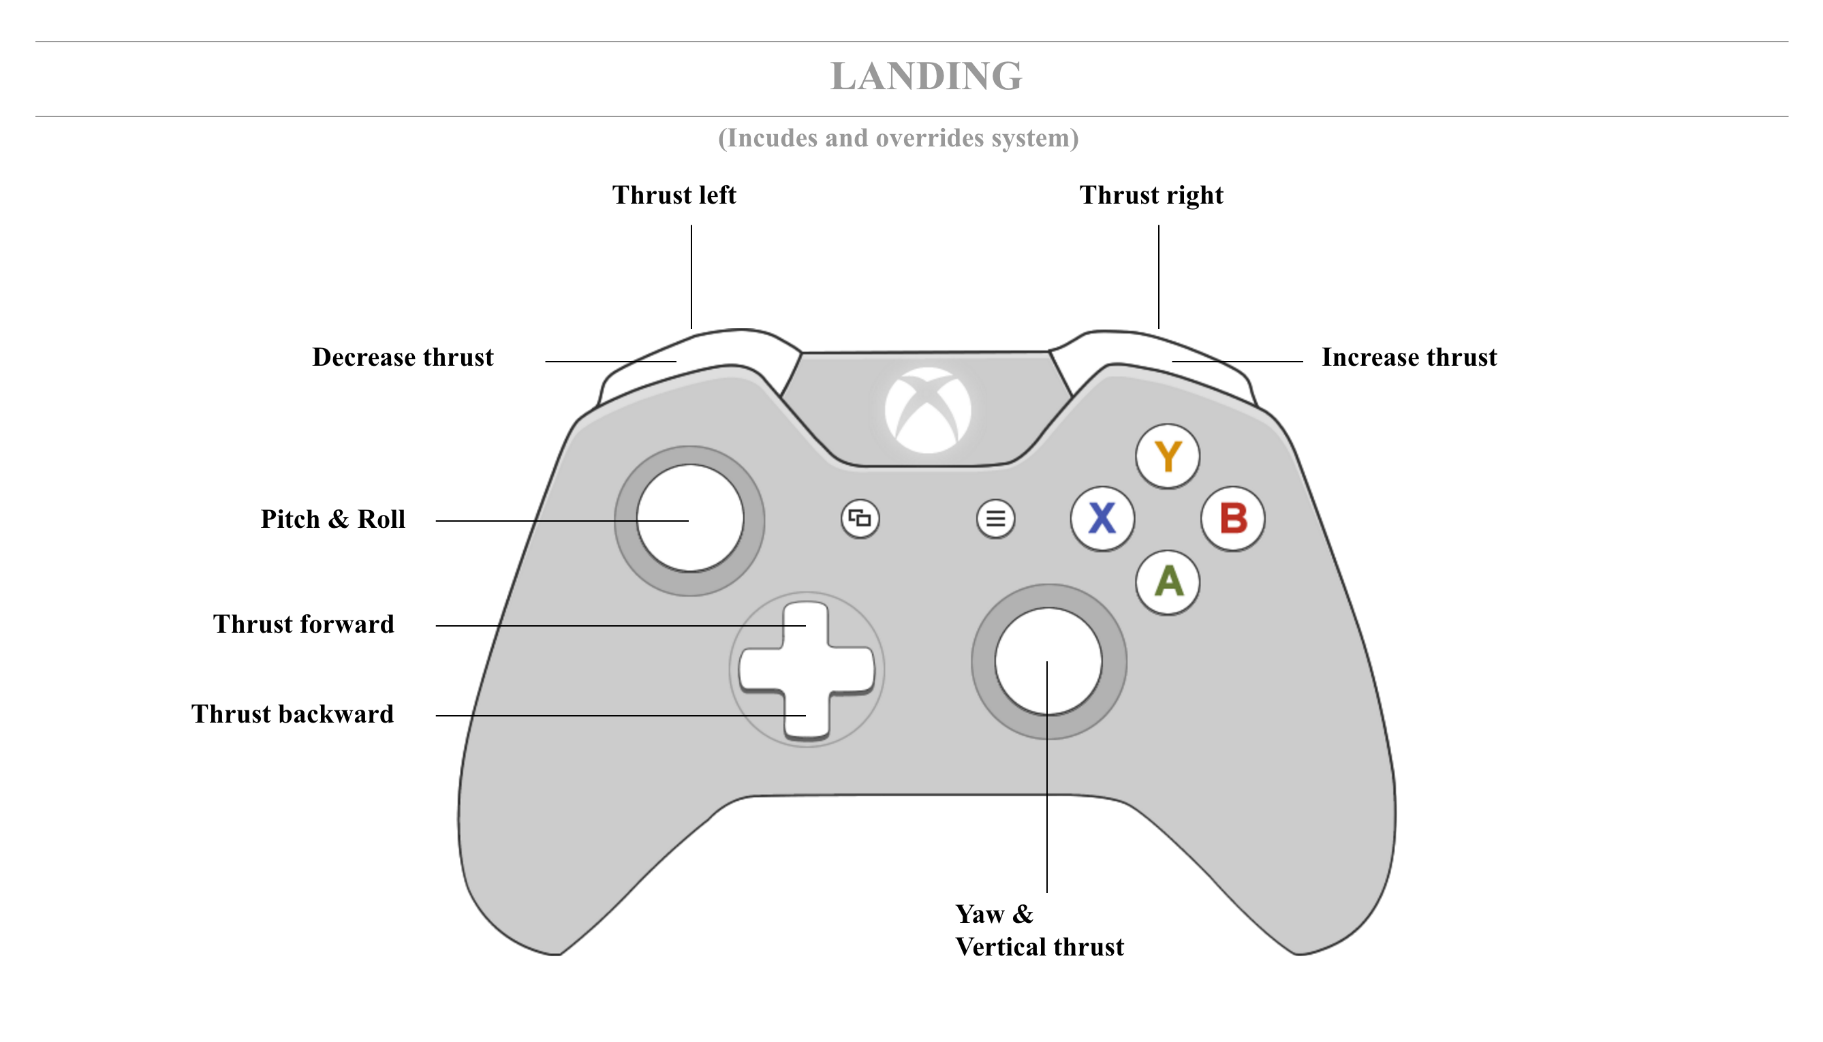 LANDING
(Incudes and overrides system)
Thrust left
Thrust right
Decrease thrust
Increase thrust
Y
Pitch & Roll
X
B
A
Thrust forward
Thrust backward
Yaw &
Vertical thrust